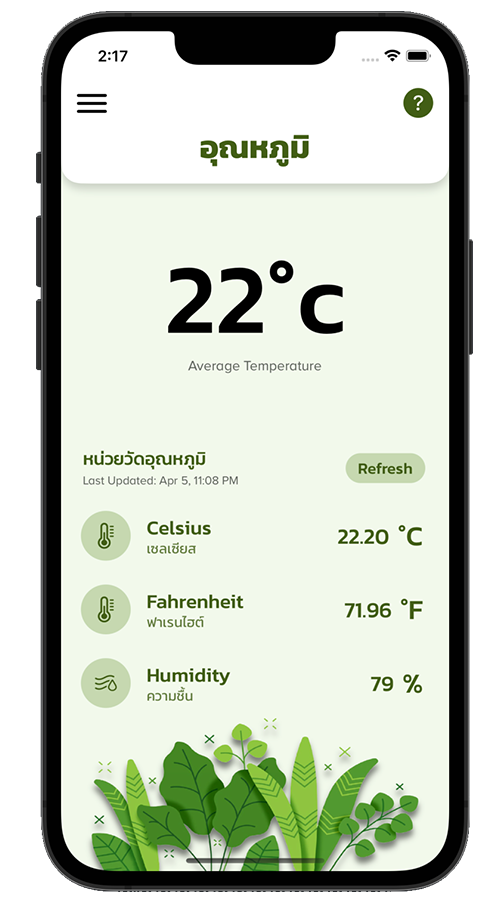 2:17
?
อุณหภูมิ
22°c
Average Temperature
หน่วยวัดอุณหภูมิ
Last Updated: Apr 5, 11:08 PM
Refresh
Celsius
เซลเซียส
22.20 °C
Fahrenheit
ฟาเรนไฮต์
71.96 °F
Humidity
ความชื้น
79 %